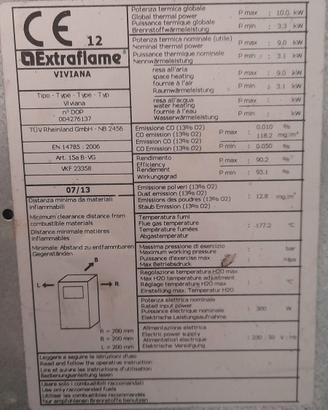 CE 12
Extraflame®
VIVIANA
Tipo - Type - Type - Typ
Viviana
n° DOP
004276137
TÜV Rheinland GmbH - NB 2456
EN 14785 : 2006
Art. 15a B-VG
VKF 23358
07/13
Distanza minima da materiali
infiammabili
Minimum clearance distance from
combustible materials
Distance minimale matières
inflammables
Minimale Abstand zu entflammbaren
Gegenständen
B
L
R
R = 200 mm
B = 200 mm
L = 200 mm
Leggere e seguire le istruzioni d'uso
Read and follow the operative instruction
Lire et suivre les instructions d'utilisation
Bedienungsanleitung lesen
Usare solo i combustibili raccomandati
Use only raccomended fuels
Utiliser les combustibles recommandés
Nur empfohlenen Brennstoffe benutzen
Potenza termica globale
Global thermal power
Puissance thermique globale
Brennstoffwärmeleistung
P max : 10.0 kW
P min : 3.3 kW
Potenza termica nominale (utile)
Nominal thermal power
Puissance thermique nominale
Nennwärmeleistung
P max : 9.0 kW
P min : 3.1 kW
resa all'aria
space heating
fournie à l'air
Raumwärmeleistung
P max : 9.0 kW
P min : 3.1 kW
resa all'acqua
water heating
fournie à l'eau
Wasserwärmeleistung
P max : kW
P min : kW
Emissione CO (13% O2)
CO emission (13% O2)
Emission CO (13% O2)
CO Emission (13% O2)
P max : 0.010 %
118.2 mg/m³
P min : 0.050 %
Rendimento
Efficiency
Rendement
Wirkungsgrad
P max : 90.2 %
P min : 93.1 %
Emissione polveri (13% O2)
Dust emission (13% O2)
Émissions des poudres (13% O2)
Staub Emission (13% O2)
: 12.8 mg/m³
Temperatura fumi
Flue gas temperature
Température fumées
Abgastemperatur
: 177.2 °C
Massima pressione di esercizio
Maximum working pressure
Puissance d'exercise max
Max Betriebsdruck
: bar
Mpa
Regolazione temperatura H2O max
Max H2O temperature adjustment
Réglage température H2O max
Einstellung max. Temperatur H2O
: °C
Potenza elettrica nominale
Rated input power
Puissance électrique nominale
Elektrische Leistungsaufnahme
: 300 W
Alimentazione elettrica
Electric power supply
Alimentation électrique
Elektrische Versorgung
: 230 : 50 V : Hz